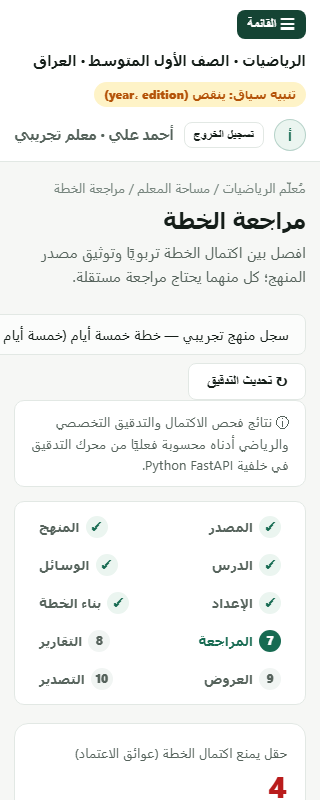 القائمة
الرياضيات • الصف الأول المتوسط • العراق
تنبيه سياق: ينقص (year، edition)
أ
تسجيل الخروج
أحمد علي • معلم تجريبي
مُعلّم الرياضيات / مساحة المعلم / مراجعة الخطة
مراجعة الخطة
افصل بين اكتمال الخطة تربويًا وتوثيق مصدر
المنهج؛ كل منهما يحتاج مراجعة مستقلة.
سجل منهج تجريبي — خطة خمسة أيام (خمسة أيام
↻ تحديث التدقيق
ⓘ نتائج فحص الاكتمال والتدقيق التخصصي
والرياضي أدناه محسوبة فعليًا من محرك التدقيق
في خلفية Python FastAPI.
✓ المصدر
✓ المنهج
✓ الدرس
✓ الوسائل
✓ الإعداد
✓ بناء الخطة
7 المراجعة
8 التقارير
9 العروض
10 التصدير
حقل يمنع اكتمال الخطة (عوائق الاعتماد)
4